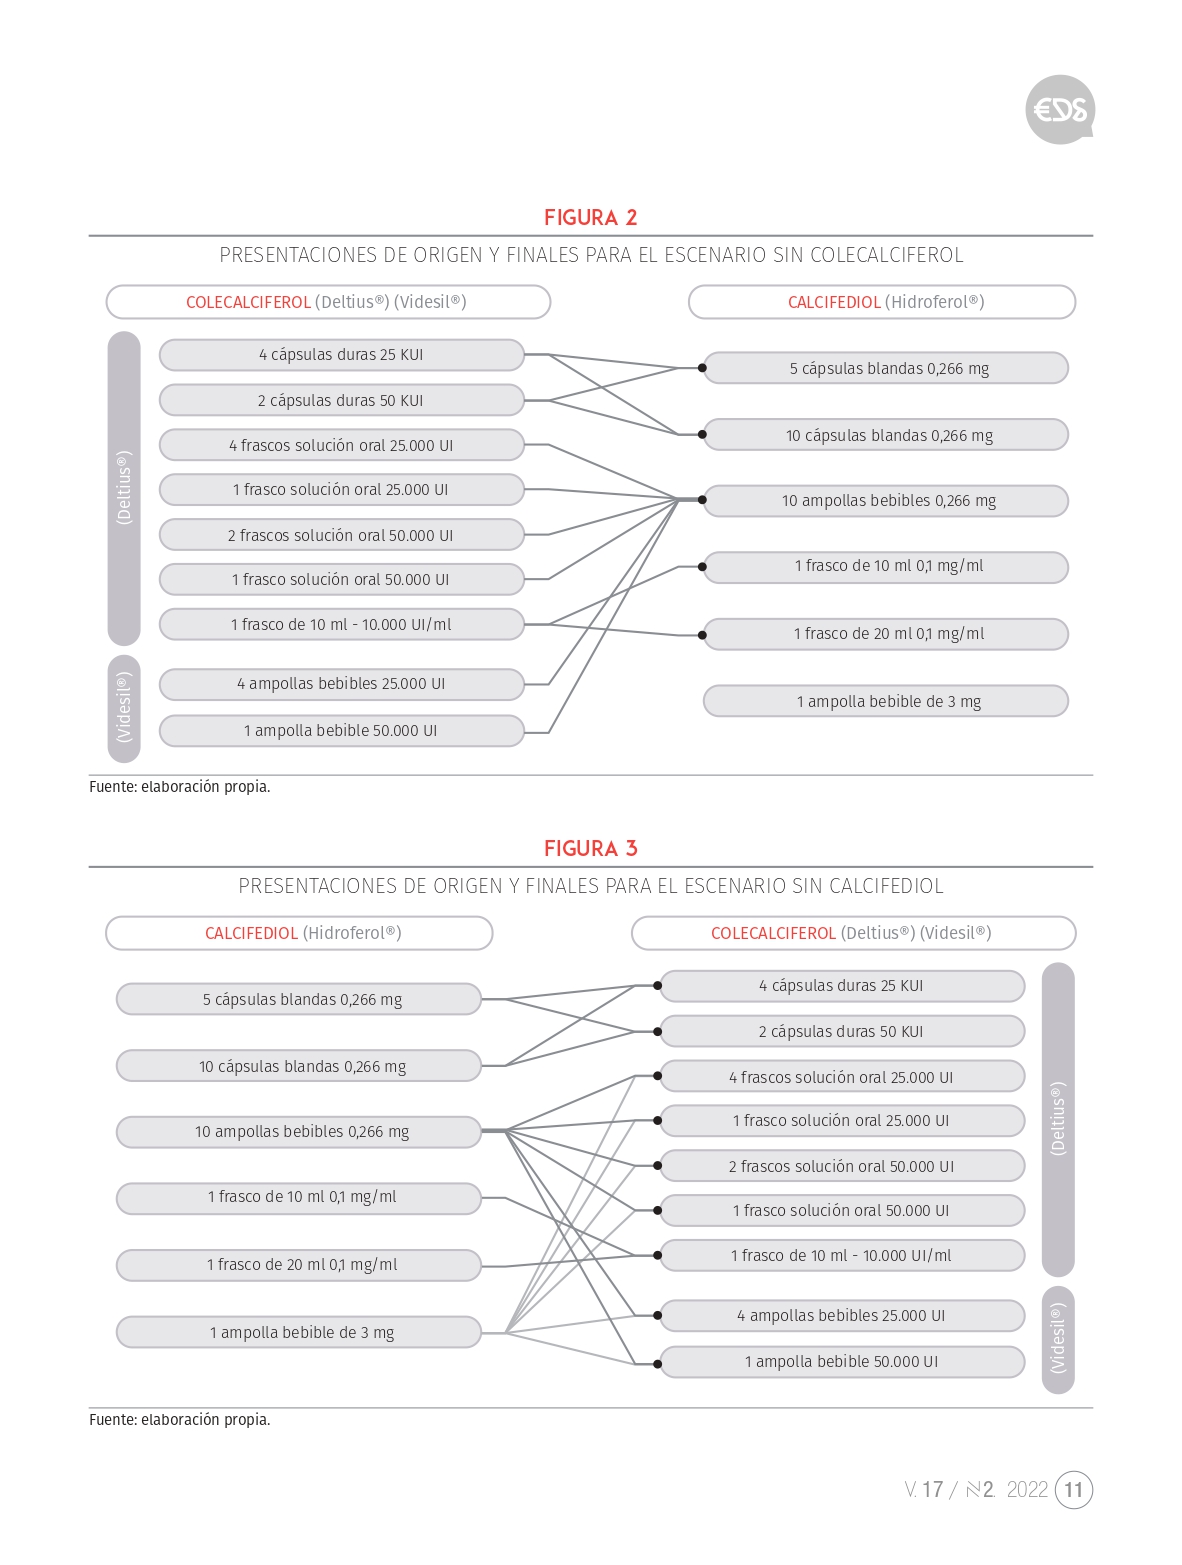 EDS
FIGURA 2
PRESENTACIONES DE ORIGEN Y FINALES PARA EL ESCENARIO SIN COLECALCIFEROL
COLECALCIFEROL (Deltius®) (Videsil®)
(Deltius®)
4 cápsulas duras 25 KUI
2 cápsulas duras 50 KUI
4 frascos solución oral 25.000 UI
1 frasco solución oral 25.000 UI
2 frascos solución oral 50.000 UI
1 frasco solución oral 50.000 UI
1 frasco de 10 ml - 10.000 UI/ml
(Videsil®)
4 ampollas bebibles 25.000 UI
1 ampolla bebible 50.000 UI
CALCIFEDIOL (Hidroferol®)
5 cápsulas blandas 0,266 mg
10 cápsulas blandas 0,266 mg
10 ampollas bebibles 0,266 mg
1 frasco de 10 ml 0,1 mg/ml
1 frasco de 20 ml 0,1 mg/ml
1 ampolla bebible de 3 mg
Fuente: elaboración propia.
FIGURA 3
PRESENTACIONES DE ORIGEN Y FINALES PARA EL ESCENARIO SIN CALCIFEDIOL
CALCIFEDIOL (Hidroferol®)
5 cápsulas blandas 0,266 mg
10 cápsulas blandas 0,266 mg
10 ampollas bebibles 0,266 mg
1 frasco de 10 ml 0,1 mg/ml
1 frasco de 20 ml 0,1 mg/ml
1 ampolla bebible de 3 mg
COLECALCIFEROL (Deltius®) (Videsil®)
4 cápsulas duras 25 KUI
2 cápsulas duras 50 KUI
4 frascos solución oral 25.000 UI
1 frasco solución oral 25.000 UI
2 frascos solución oral 50.000 UI
1 frasco solución oral 50.000 UI
1 frasco de 10 ml - 10.000 UI/ml
(Deltius®)
4 ampollas bebibles 25.000 UI
1 ampolla bebible 50.000 UI
(Videsil®)
Fuente: elaboración propia.
V. 17 / N2. 2022 11